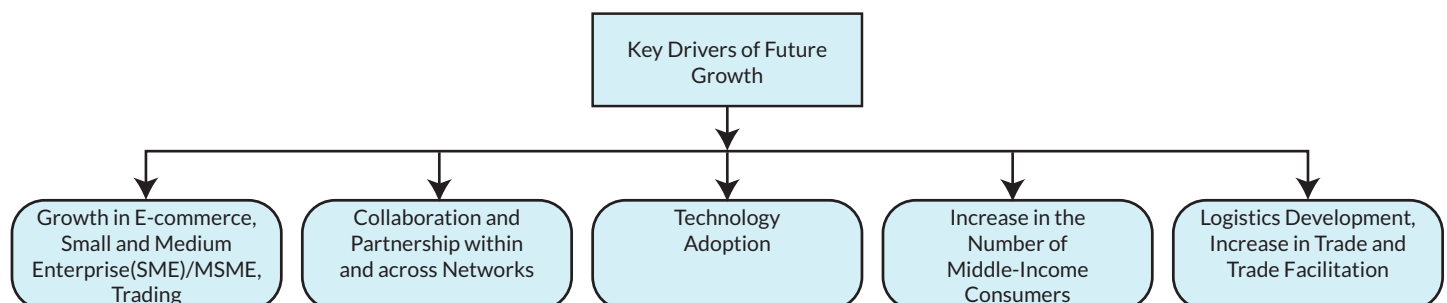 Key Drivers of Future
Growth
Growth in E-commerce,
Small and Medium
Enterprise(SME)/MSME,
Trading
Collaboration and
Partnership within
and across Networks
Technology
Adoption
Increase in the
Number of
Middle-Income
Consumers
Logistics Development,
Increase in Trade and
Trade Facilitation